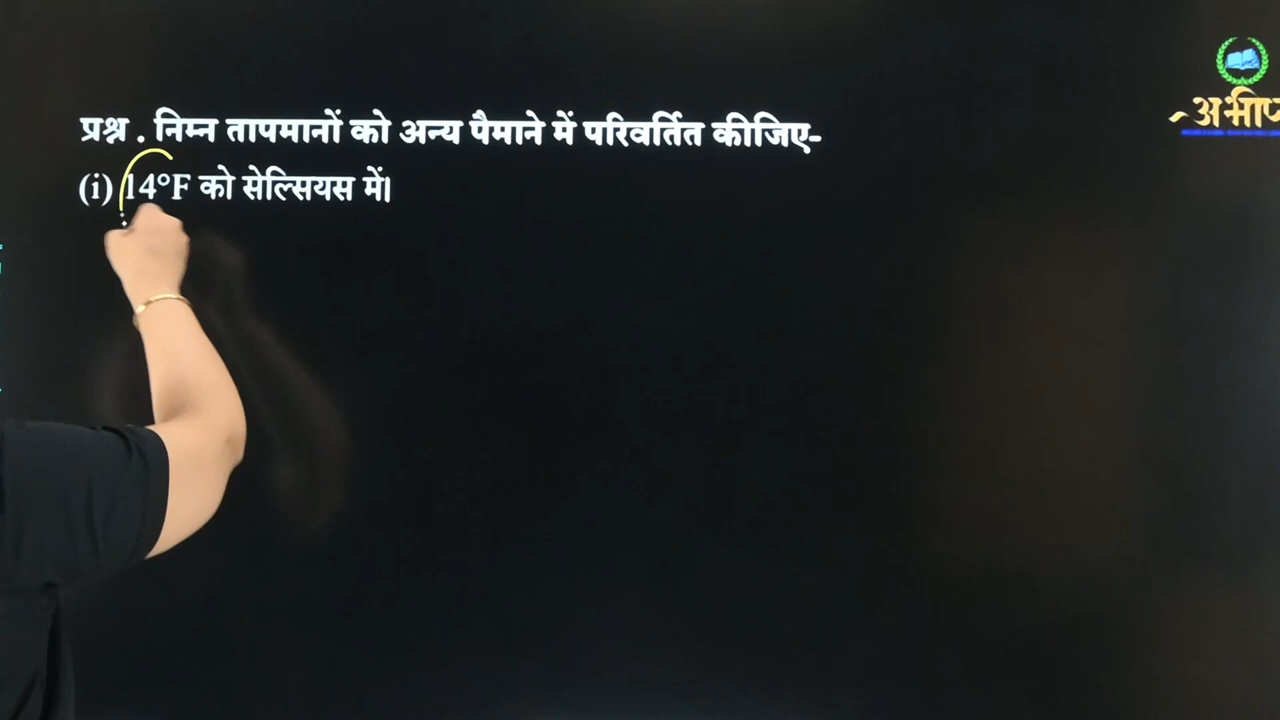 प्रश्न . निम्न तापमानों को अन्य पैमाने में परिवर्तित कीजिए-
(i) 14°F को सेल्सियस में।